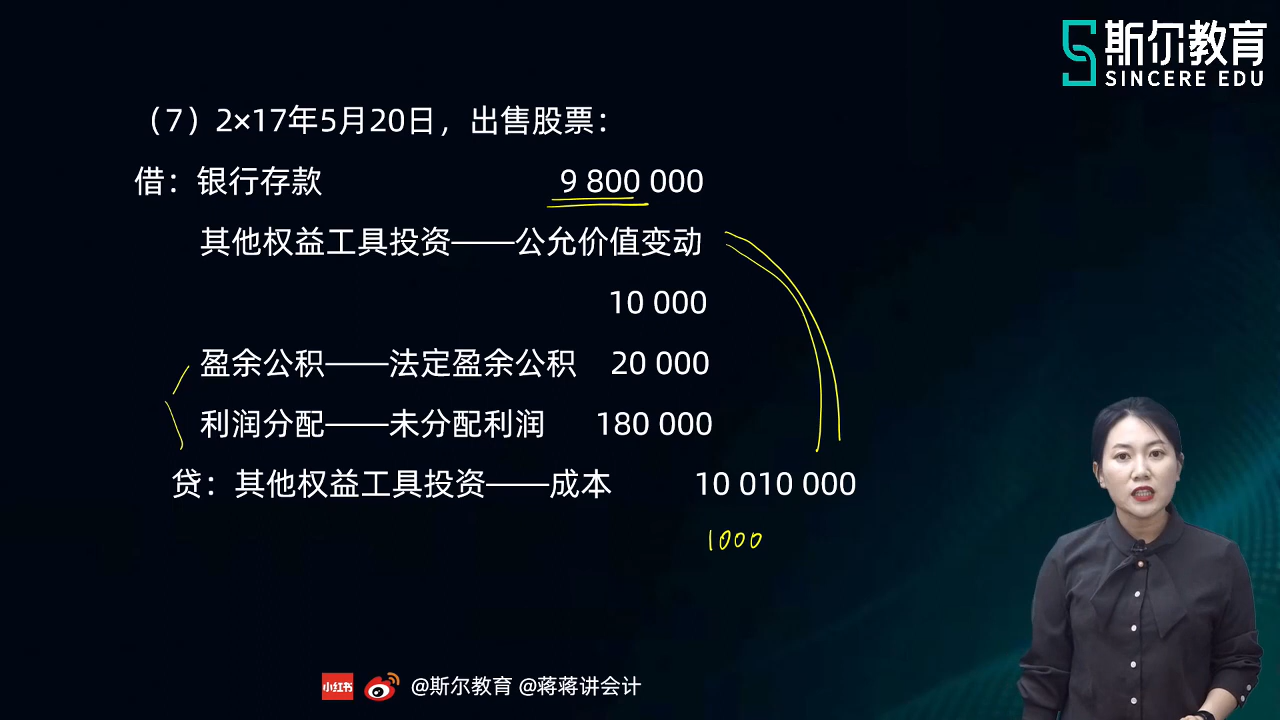 斯尔教育
SINCERE EDU
（7）2×17年5月20日，出售股票：
借：银行存款 9 800 000
其他权益工具投资——公允价值变动
10 000
盈余公积——法定盈余公积 20 000
利润分配——未分配利润 180 000
贷：其他权益工具投资——成本 10 010 000
1000
小红书 @斯尔教育 @蒋蒋讲会计